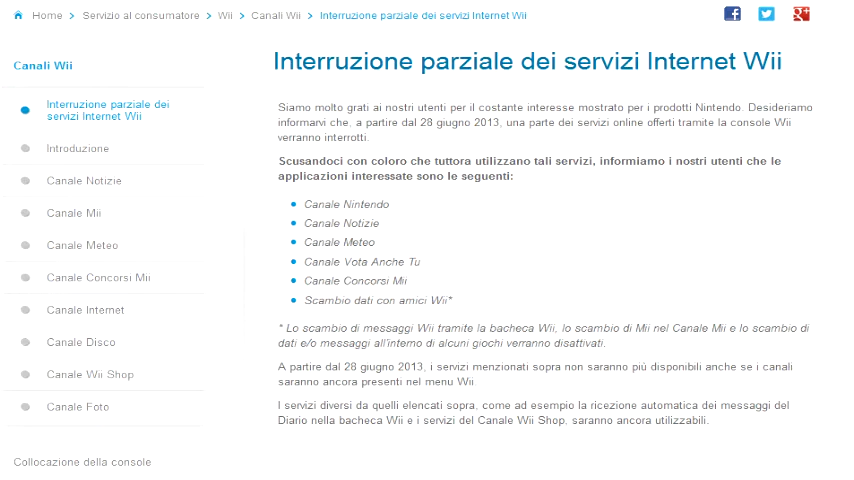 Home > Servizio al consumatore > Wii > Canali Wii > Interruzione parziale dei servizi Internet Wii
Canali Wii
Interruzione parziale dei
servizi Internet Wii
Introduzione
Canale Notizie
Canale Mii
Canale Meteo
Canale Concorsi Mii
Canale Internet
Canale Disco
Canale Wii Shop
Canale Foto
Collocazione della console
Interruzione parziale dei servizi Internet Wii
Siamo molto grati ai nostri utenti per il costante interesse mostrato per i prodotti Nintendo. Desideriamo
informarvi che, a partire dal 28 giugno 2013, una parte dei servizi online offerti tramite la console Wii
verranno interrotti.
Scusandoci con coloro che tuttora utilizzano tali servizi, informiamo i nostri utenti che le
applicazioni interessate sono le seguenti:
Canale Nintendo
Canale Notizie
Canale Meteo
Canale Vota Anche Tu
Canale Concorsi Mii
Scambio dati con amici Wii*
* Lo scambio di messaggi Wii tramite la bacheca Wii, lo scambio di Mii nel Canale Mii e lo scambio di
dati e/o messaggi all'interno di alcuni giochi verranno disattivati.
A partire dal 28 giugno 2013, i servizi menzionati sopra non saranno più disponibili anche se i canali
saranno ancora presenti nel menu Wii.
I servizi diversi da quelli elencati sopra, come ad esempio la ricezione automatica dei messaggi del
Diario nella bacheca Wii e i servizi del Canale Wii Shop, saranno ancora utilizzabili.